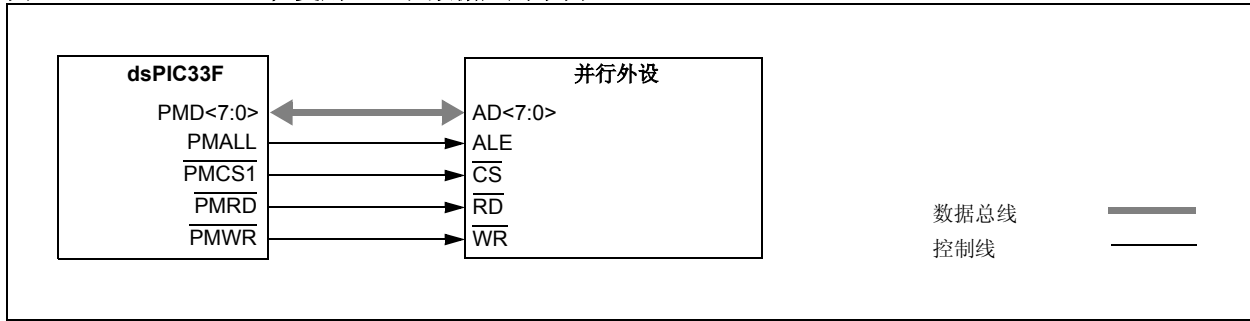 dsPIC33F
并行外设
PMD<7:0>
AD<7:0>
PMALL
ALE
PMCS1
CS
PMRD
RD
PMWR
WR
数据总线
控制线